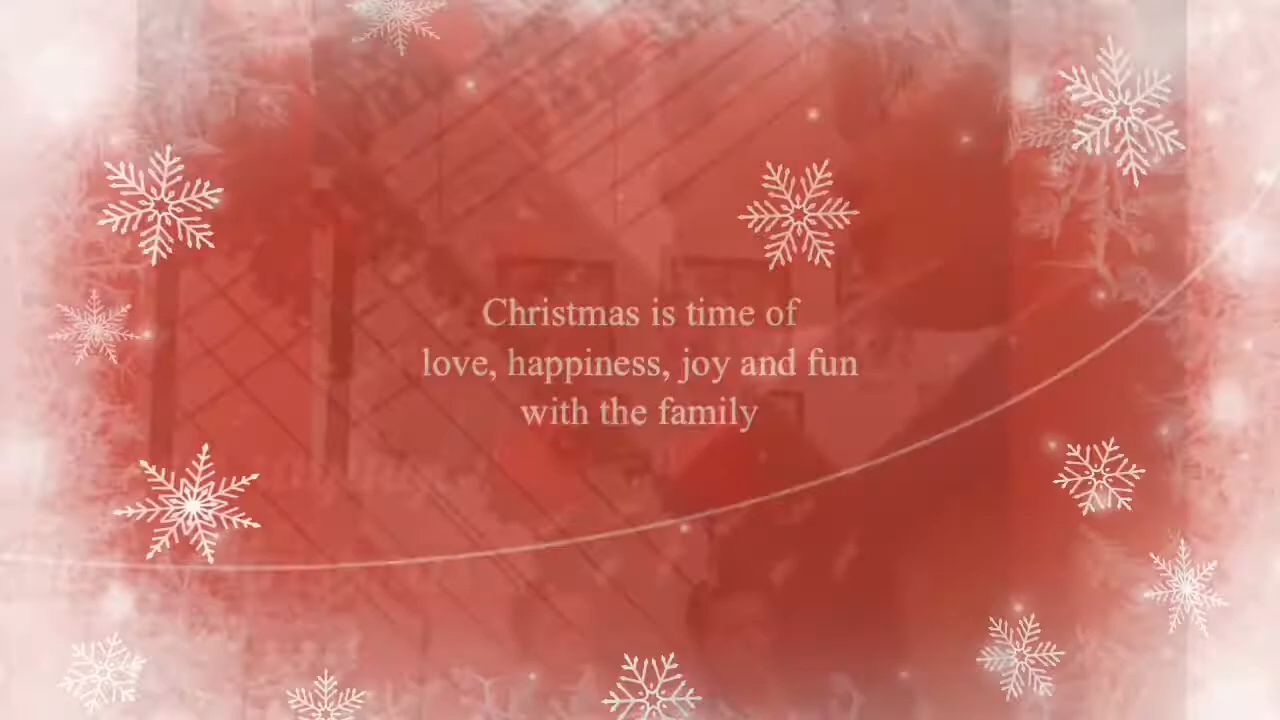 Christmas is time of
love, happiness, joy and fun
with the family